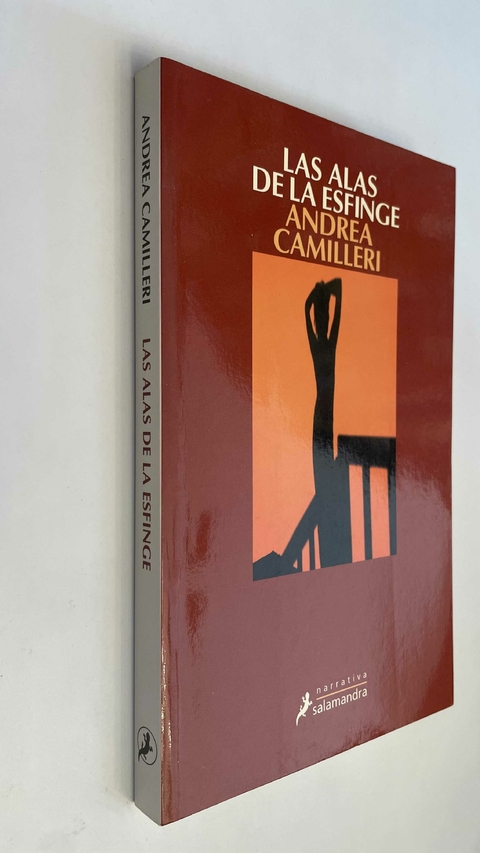 ANDREA CAMILLERI LAS ALAS DE LA ESFINGE
LAS ALAS
DE LA ESFINGE
ANDREA
CAMILLERI
narrativa
salamandra